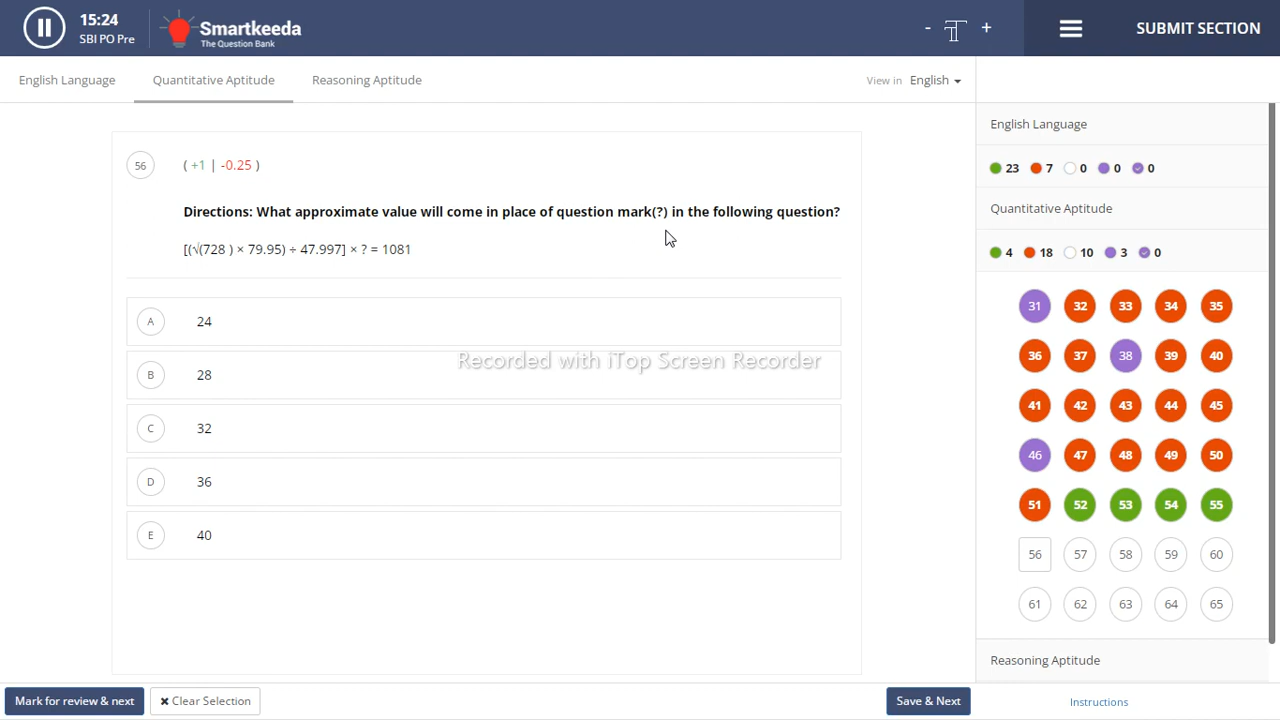 15:24
SBI PO Pre
Smartkeeda
The Question Bank
- T +
SUBMIT SECTION
English Language
Quantitative Aptitude
Reasoning Aptitude
View in English
56
( +1 | -0.25 )
Directions: What approximate value will come in place of question mark(?) in the following question?
[(√(728 ) × 79.95) ÷ 47.997] × ? = 1081
A 24
B 28
C 32
D 36
E 40
Recorded with iTop Screen Recorder
Mark for review & next
✖ Clear Selection
Save & Next
English Language
23 7 0 0 0
Quantitative Aptitude
4 18 10 3 0
31 32 33 34 35
36 37 38 39 40
41 42 43 44 45
46 47 48 49 50
51 52 53 54 55
56 57 58 59 60
61 62 63 64 65
Reasoning Aptitude
Instructions